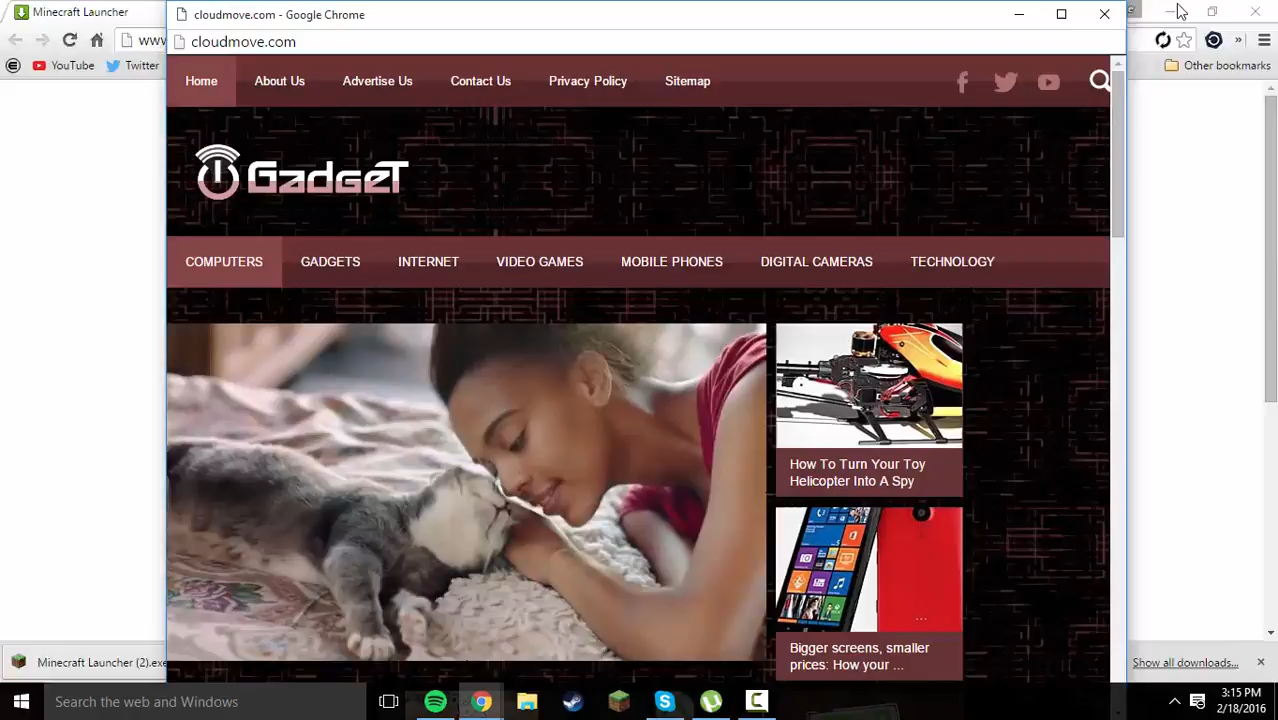 Minecraft Launcher
cloudmove.com - Google Chrome
www
cloudmove.com
YouTube
Twitter
Other bookmarks
Home
About Us
Advertise Us
Contact Us
Privacy Policy
Sitemap
GadgeT
COMPUTERS
GADGETS
INTERNET
VIDEO GAMES
MOBILE PHONES
DIGITAL CAMERAS
TECHNOLOGY
How To Turn Your Toy
Helicopter Into A Spy
Bigger screens, smaller
prices: How your ...
Minecraft Launcher (2).exe
Show all downloads...
Search the web and Windows
3:15 PM
2/18/2016